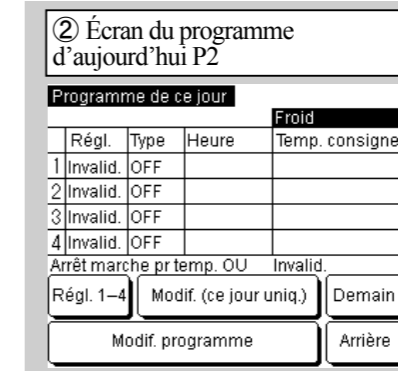 ② Écran du programme
d’aujourd’hui P2
Programme de ce jour
Froid
Régl. Type Heure Temp. consigne
1 Invalid. OFF
2 Invalid. OFF
3 Invalid. OFF
4 Invalid. OFF
Arrêt marche pr temp. OU Invalid.
Régl. 1–4 Modif. (ce jour uniq.) Demain
Modif. programme Arrière